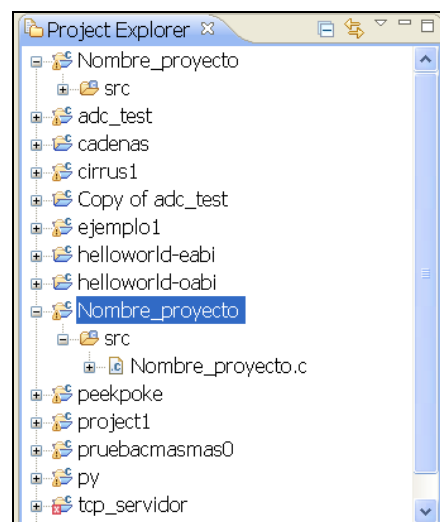 Project Explorer
Nombre_proyecto
src
adc_test
cadenas
cirrus1
Copy of adc_test
ejemplo1
helloworld-eabi
helloworld-oabi
Nombre_proyecto
src
Nombre_proyecto.c
peekpoke
project1
pruebacmasmas0
py
tcp_servidor